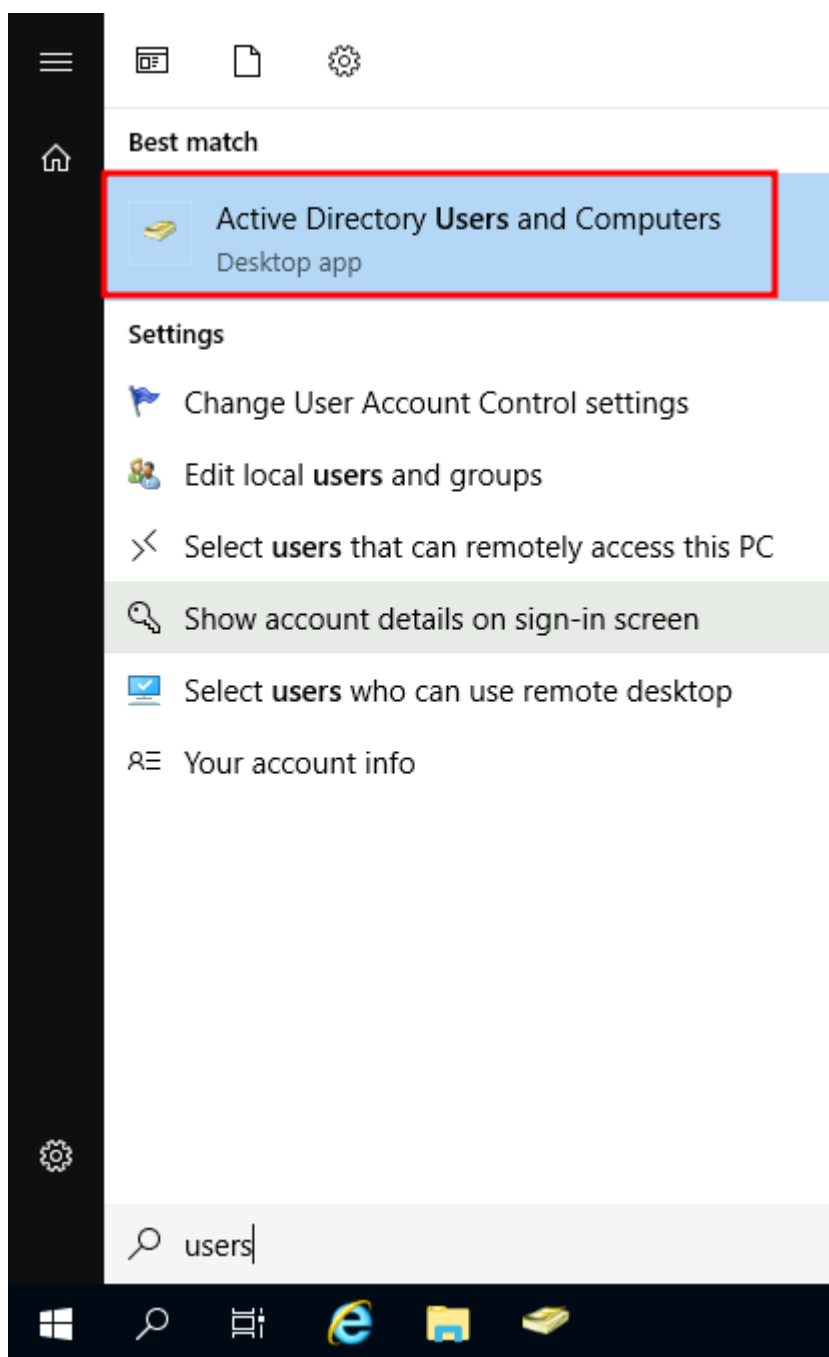 Best match
Active Directory Users and Computers
Desktop app
Settings
Change User Account Control settings
Edit local users and groups
Select users that can remotely access this PC
Show account details on sign-in screen
Select users who can use remote desktop
Your account info
users